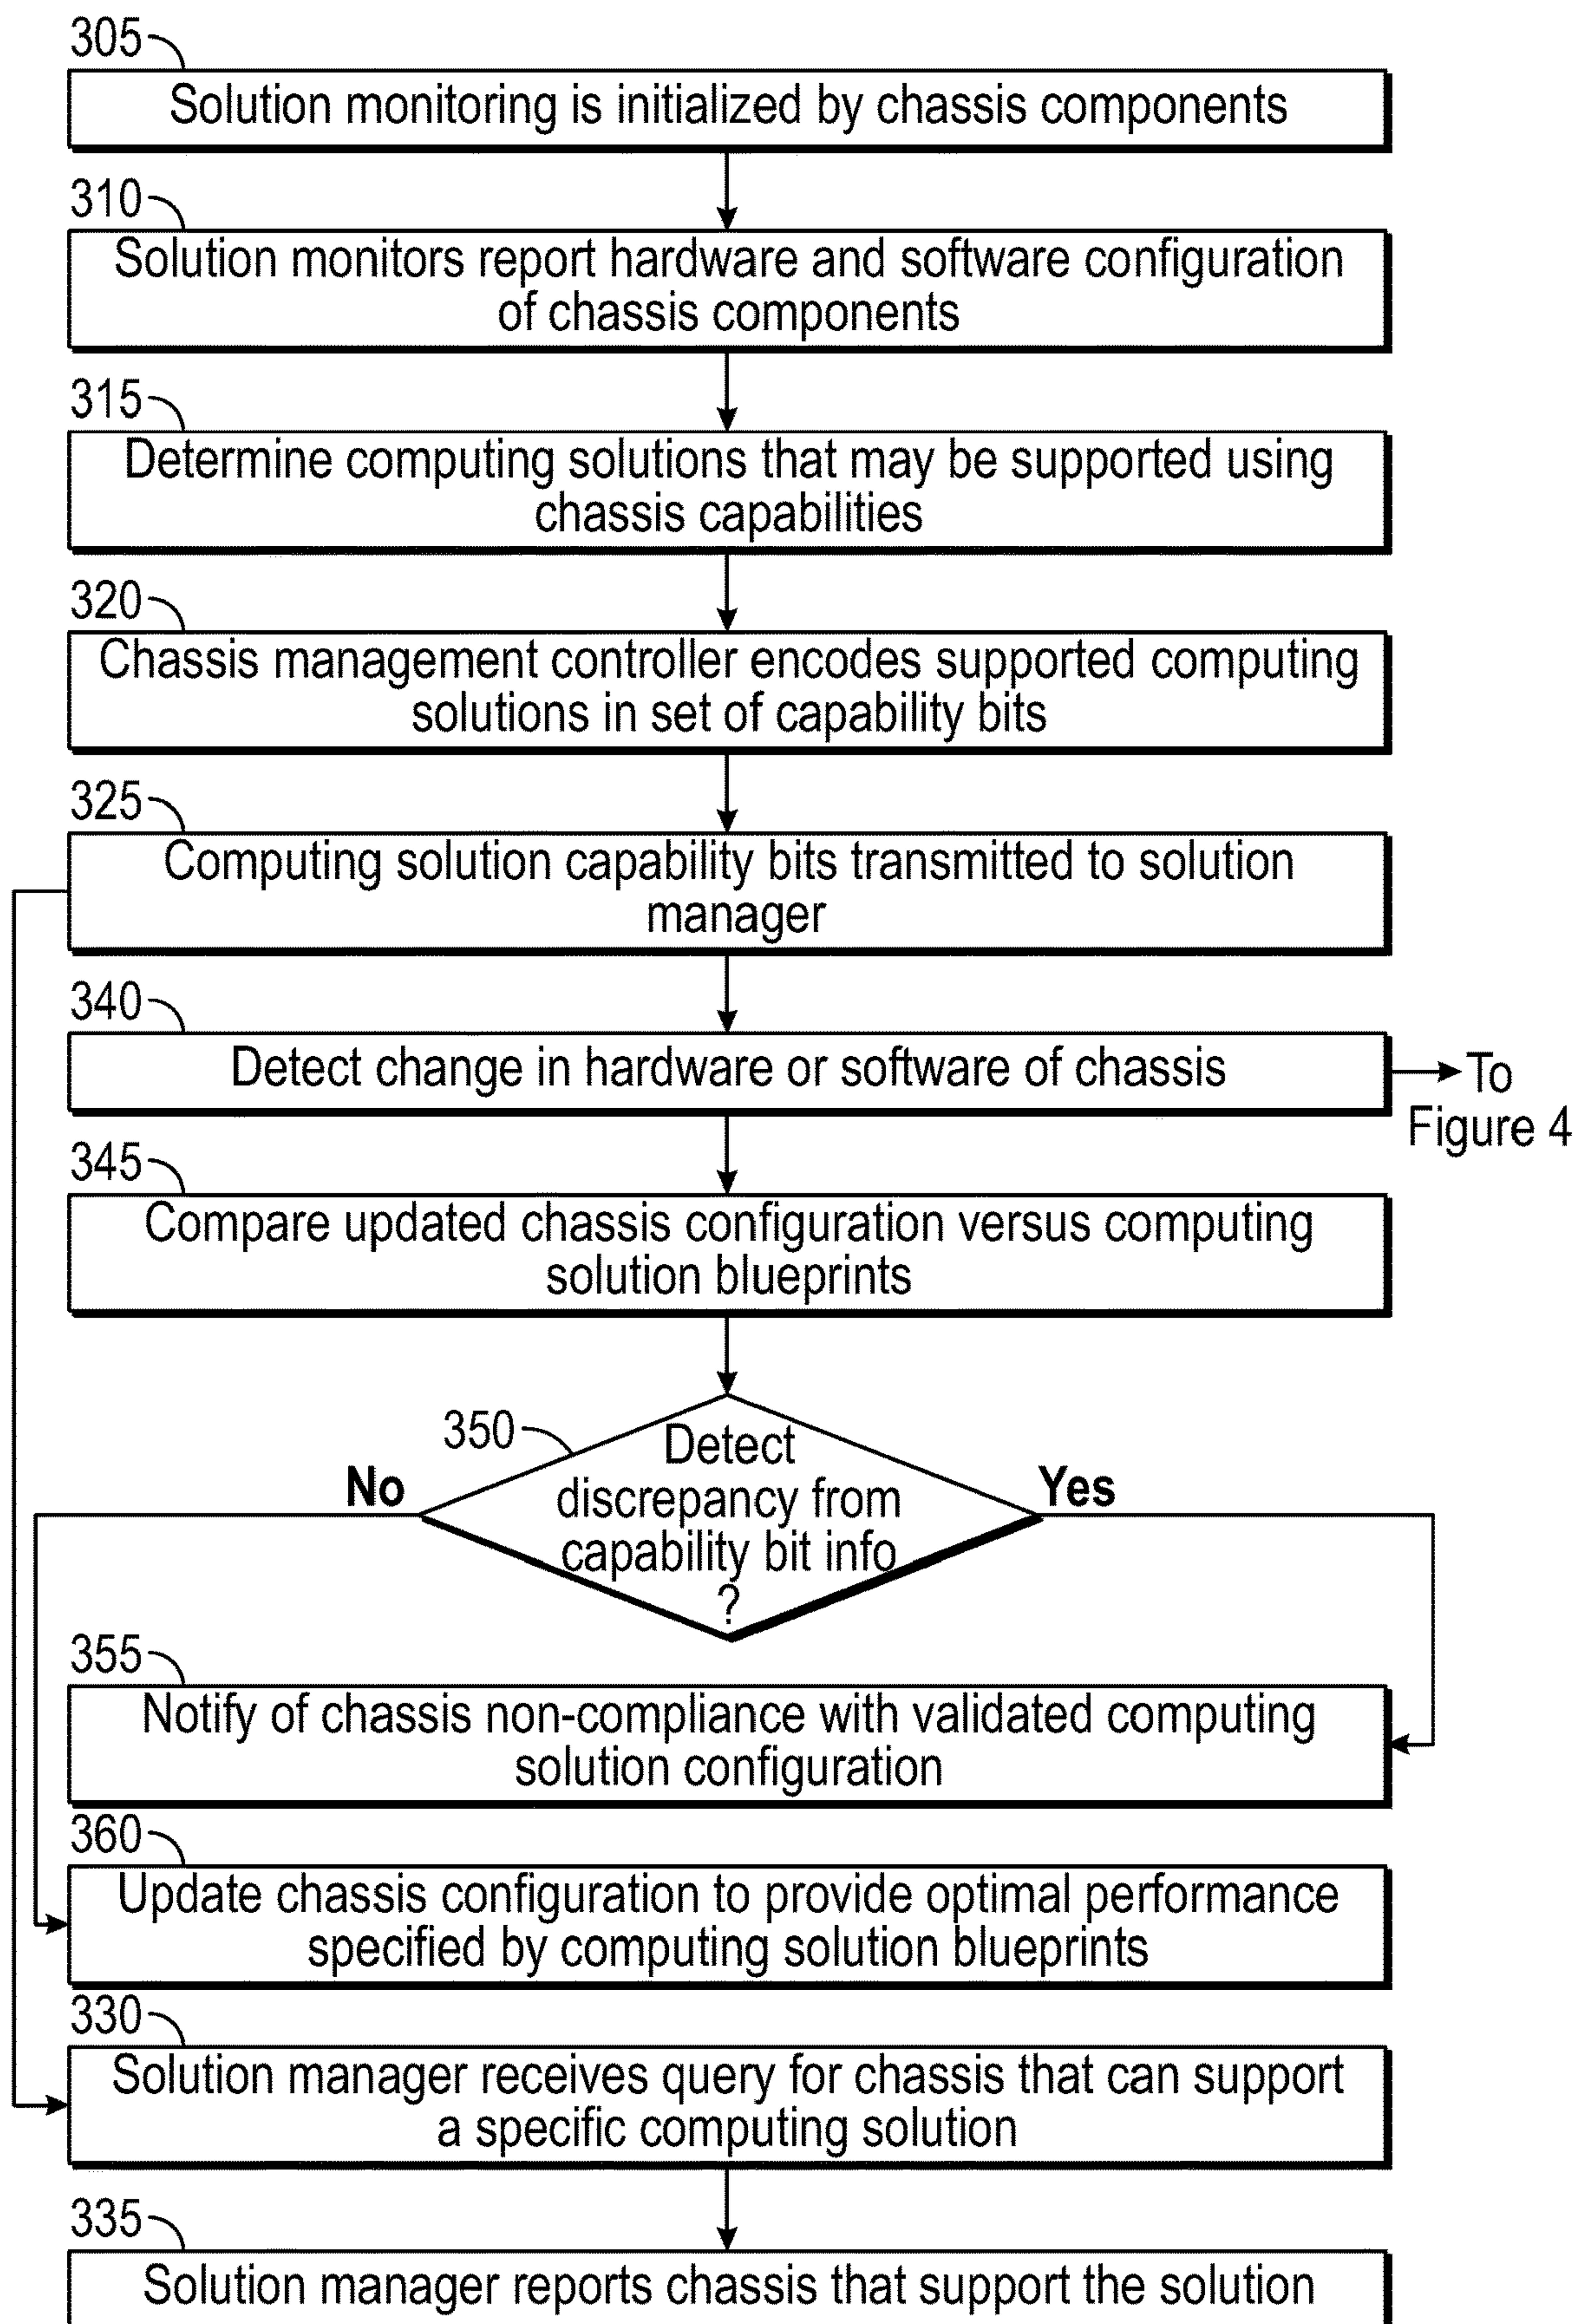 305
Solution monitoring is initialized by chassis components
310
Solution monitors report hardware and software configuration
of chassis components
315
Determine computing solutions that may be supported using
chassis capabilities
320
Chassis management controller encodes supported computing
solutions in set of capability bits
325
Computing solution capability bits transmitted to solution
manager
340
Detect change in hardware or software of chassis
To
Figure 4
345
Compare updated chassis configuration versus computing
solution blueprints
350
Detect
discrepancy from
capability bit info
?
No
Yes
355
Notify of chassis non-compliance with validated computing
solution configuration
360
Update chassis configuration to provide optimal performance
specified by computing solution blueprints
330
Solution manager receives query for chassis that can support
a specific computing solution
335
Solution manager reports chassis that support the solution